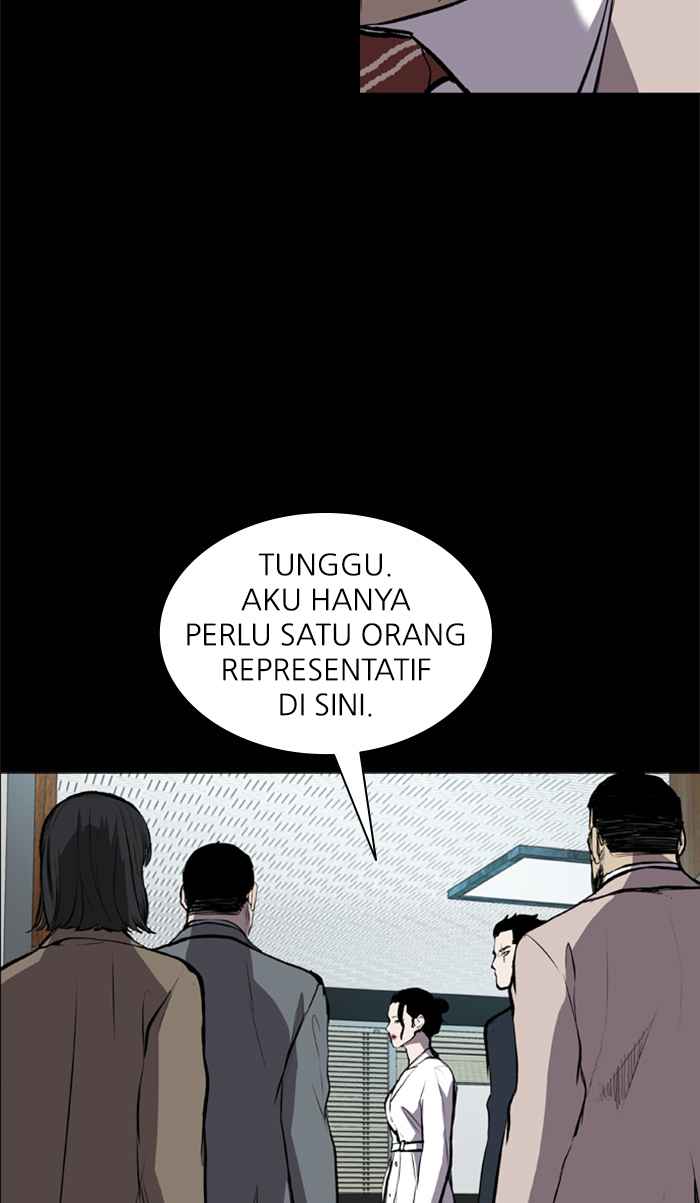 TUNGGU.
AKU HANYA
PERLU SATU ORANG
REPRESENTATIF
DI SINI.